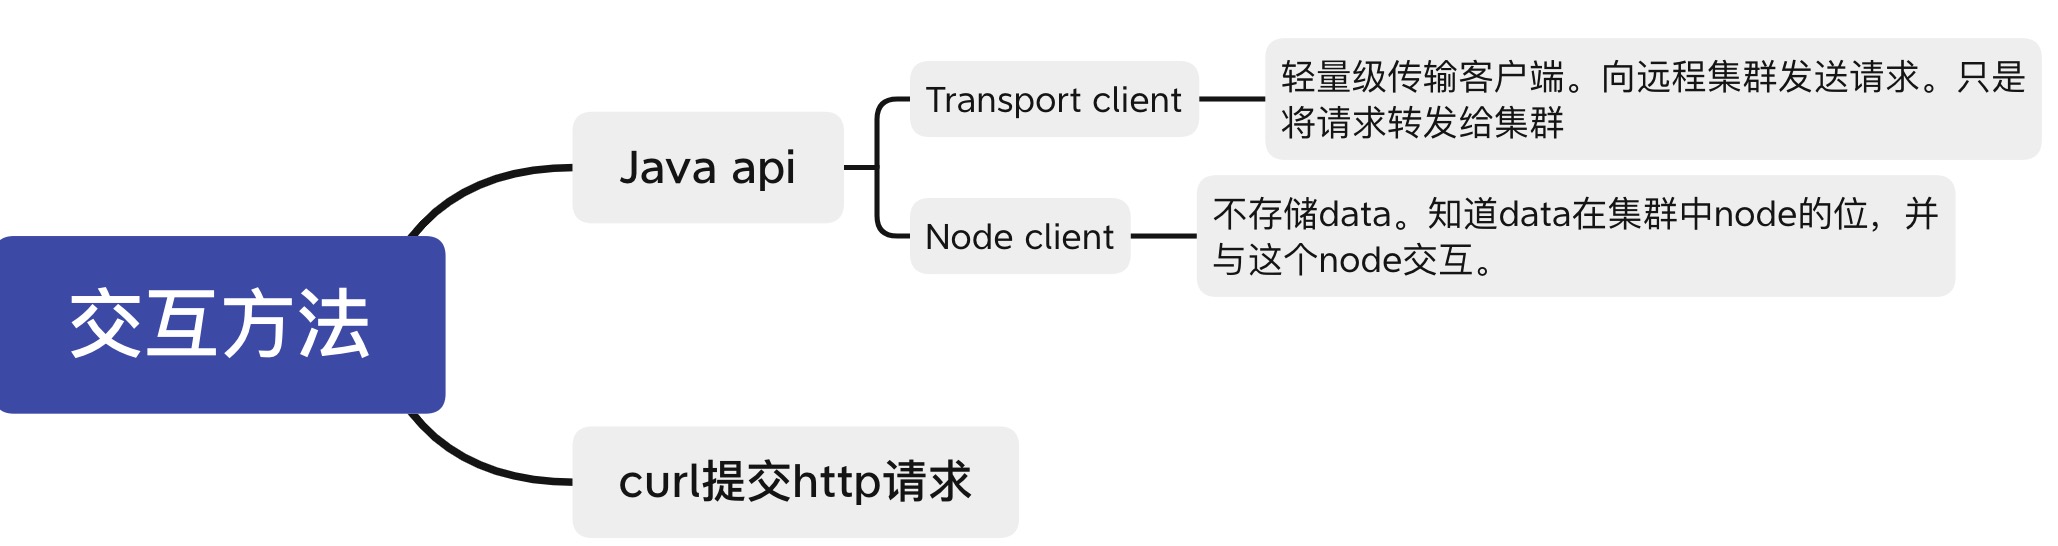 交互方法
Java api
Transport client
轻量级传输客户端。向远程集群发送请求。只是
将请求转发给集群
Node client
不存储data。知道data在集群中node的位，并
与这个node交互。
curl提交http请求